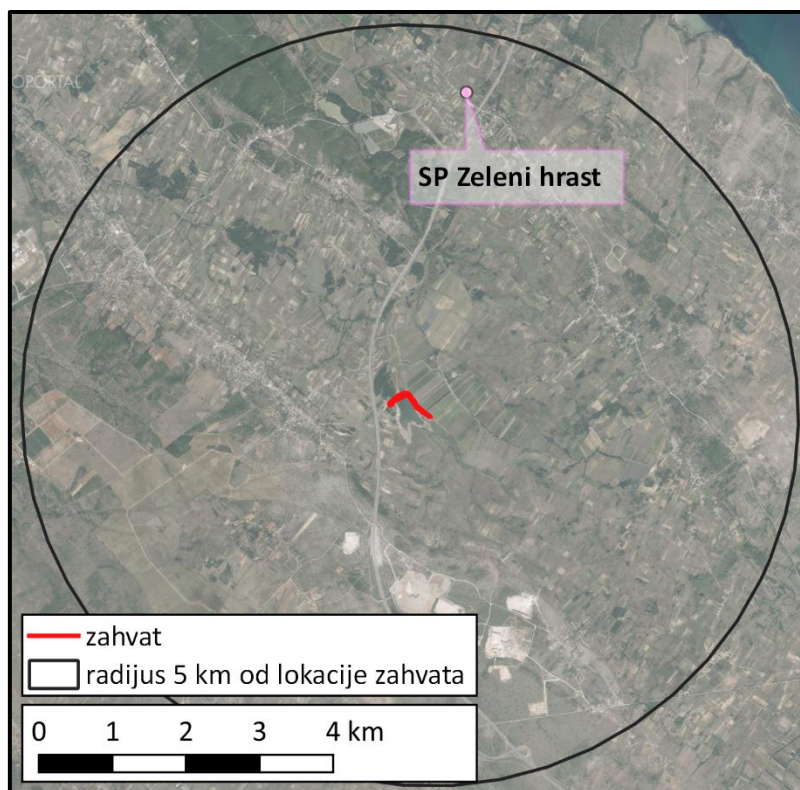 OPORTAL
SP Zeleni hrast
zahvat
radijus 5 km od lokacije zahvata
0 1 2 3 4 km